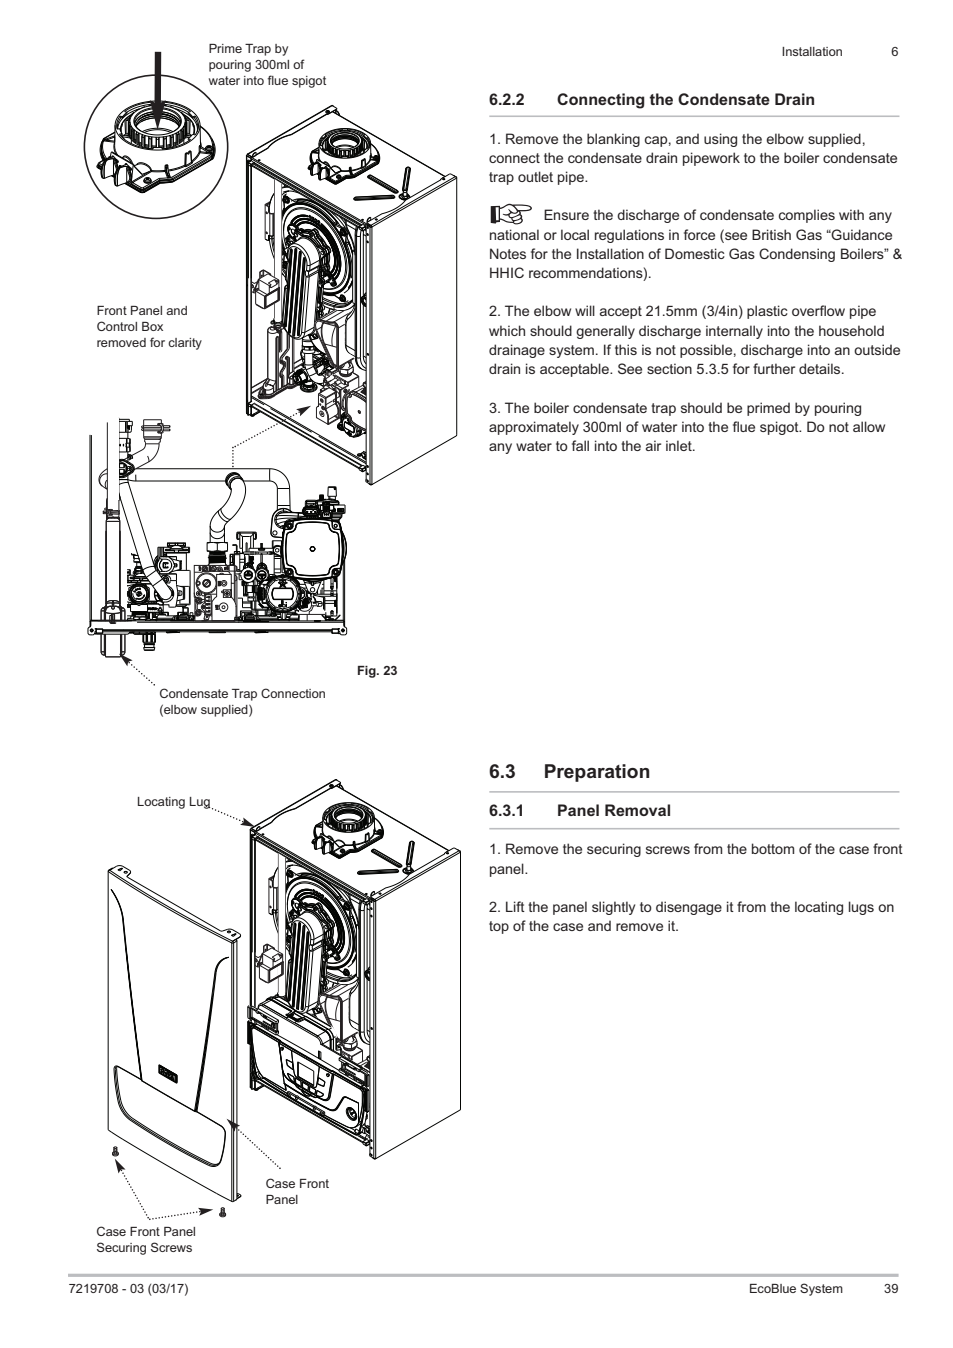 Installation 6
Prime Trap by
pouring 300ml of
water into flue spigot
Front Panel and
Control Box
removed for clarity
Fig. 23
Condensate Trap Connection
(elbow supplied)
6.2.2 Connecting the Condensate Drain
1. Remove the blanking cap, and using the elbow supplied,
connect the condensate drain pipework to the boiler condensate
trap outlet pipe.
Ensure the discharge of condensate complies with any
national or local regulations in force (see British Gas “Guidance
Notes for the Installation of Domestic Gas Condensing Boilers” &
HHIC recommendations).
2. The elbow will accept 21.5mm (3/4in) plastic overflow pipe
which should generally discharge internally into the household
drainage system. If this is not possible, discharge into an outside
drain is acceptable. See section 5.3.5 for further details.
3. The boiler condensate trap should be primed by pouring
approximately 300ml of water into the flue spigot. Do not allow
any water to fall into the air inlet.
Locating Lug
Case Front
Panel
Case Front Panel
Securing Screws
6.3 Preparation
6.3.1 Panel Removal
1. Remove the securing screws from the bottom of the case front
panel.
2. Lift the panel slightly to disengage it from the locating lugs on
top of the case and remove it.
7219708 - 03 (03/17) EcoBlue System 39